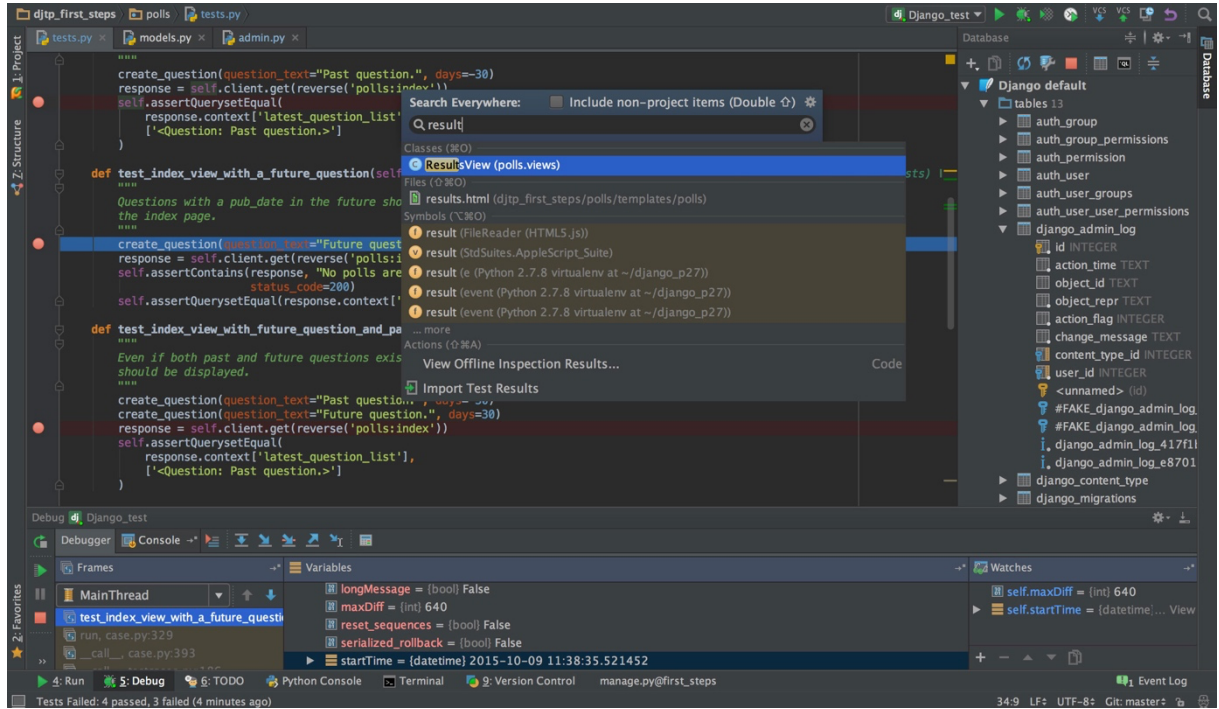 djtp_first_steps polls tests.py
Django_test
VCS VCS
tests.py × models.py × admin.py ×
1: Project
Z: Structure
2: Favorites
"""
create_question(question_text="Past question.", days=-30)
response = self.client.get(reverse('polls:index'))
self.assertQuerysetEqual(
response.context['latest_question_list'
['<Question: Past question.>']
)
def test_index_view_with_a_future_question(self
sts)
"""
Questions with a pub_date in the future sho
the index page.
"""
create_question(question_text="Future quest
response = self.client.get(reverse('polls:i
self.assertContains(response, "No polls are
status_code=200)
self.assertQuerysetEqual(response.context['
def test_index_view_with_future_question_and_pa
"""
Even if both past and future questions exis
should be displayed.
"""
create_question(question_text="Past question.", days=-30)
create_question(question_text="Future question.", days=30)
response = self.client.get(reverse('polls:index'))
self.assertQuerysetEqual(
response.context['latest_question_list'],
['<Question: Past question.>']
)
Search Everywhere: Include non-project items (Double ⇧)
result
Classes (⌘O)
ResultsView (polls.views)
Files (⇧⌘O)
results.html (djtp_first_steps/polls/templates/polls)
Symbols (⌥⌘O)
result (FileReader (HTML5.js))
result (StdSuites.AppleScript_Suite)
result (e (Python 2.7.8 virtualenv at ~/django_p27))
result (event (Python 2.7.8 virtualenv at ~/django_p27))
result (event (Python 2.7.8 virtualenv at ~/django_p27))
... more
Actions (⇧⌘A)
View Offline Inspection Results... Code
Import Test Results
Database
Database
QL
Django default
tables 13
auth_group
auth_group_permissions
auth_permission
auth_user
auth_user_groups
auth_user_user_permissions
django_admin_log
id INTEGER
action_time TEXT
object_id TEXT
object_repr TEXT
action_flag INTEGER
change_message TEXT
content_type_id INTEGER
user_id INTEGER
<unnamed> (id)
#FAKE_django_admin_log_
#FAKE_django_admin_log_
django_admin_log_417f1
django_admin_log_e8701
django_content_type
django_migrations
Debug Django_test
Debugger Console
Frames
MainThread
test_index_view_with_a_future_questi
run, case.py:329
__call__, case.py:393
Variables
longMessage = {bool} False
maxDiff = {int} 640
reset_sequences = {bool} False
serialized_rollback = {bool} False
startTime = {datetime} 2015-10-09 11:38:35.521452
Watches
self.maxDiff = {int} 640
self.startTime = {datetime}... View
4: Run 5: Debug 6: TODO Python Console Terminal 9: Version Control manage.py@first_steps 1 Event Log
Tests Failed: 4 passed, 3 failed (4 minutes ago) 34:9 LF÷ UTF-8÷ Git: master÷